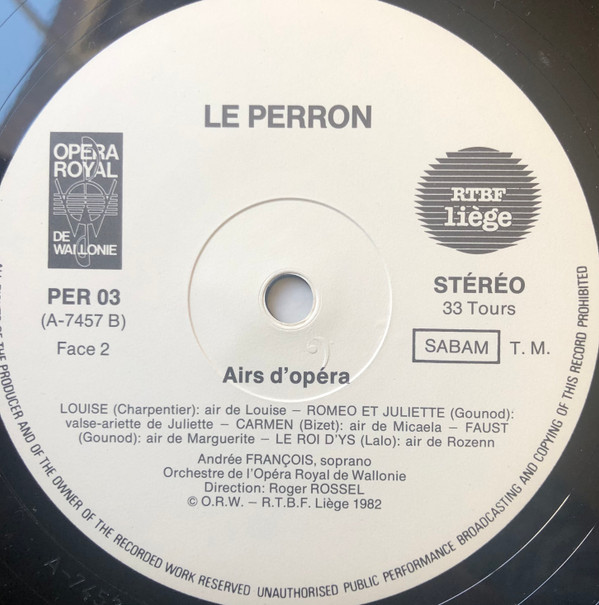 LE PERRON
OPERA
ROYAL
DE
WALLONIE
RTBF
liège
PER 03
(A-7457 B)
Face 2
STÉRÉO
33 Tours
SABAM T. M.
Airs d'opéra
LOUISE (Charpentier): air de Louise – ROMEO ET JULIETTE (Gounod):
valse-ariette de Juliette – CARMEN (Bizet): air de Micaela – FAUST
(Gounod): air de Marguerite – LE ROI D'YS (Lalo): air de Rozenn
Andrée FRANÇOIS, soprano
Orchestre de l'Opéra Royal de Wallonie
Direction: Roger ROSSEL
© O.R.W. – R.T.B.F. Liège 1982
OF THE PRODUCER AND OF THE OWNER OF THE RECORDED WORK RESERVED UNAUTHORISED PUBLIC PERFORMANCE BROADCASTING AND COPYING OF THIS RECORD PROHIBITED